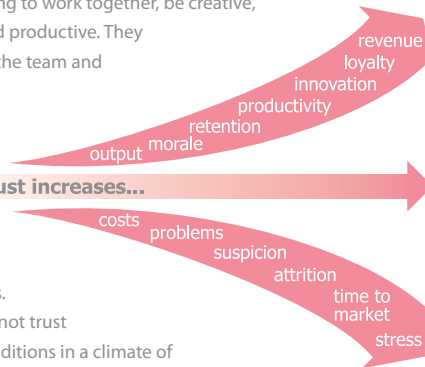 ng to work together, be creative,
d productive. They
the team and
revenue
loyalty
innovation
productivity
retention
morale
output
ust increases...
costs
problems
suspicion
attrition
time to
market
stress
s.
not trust
ditions in a climate of